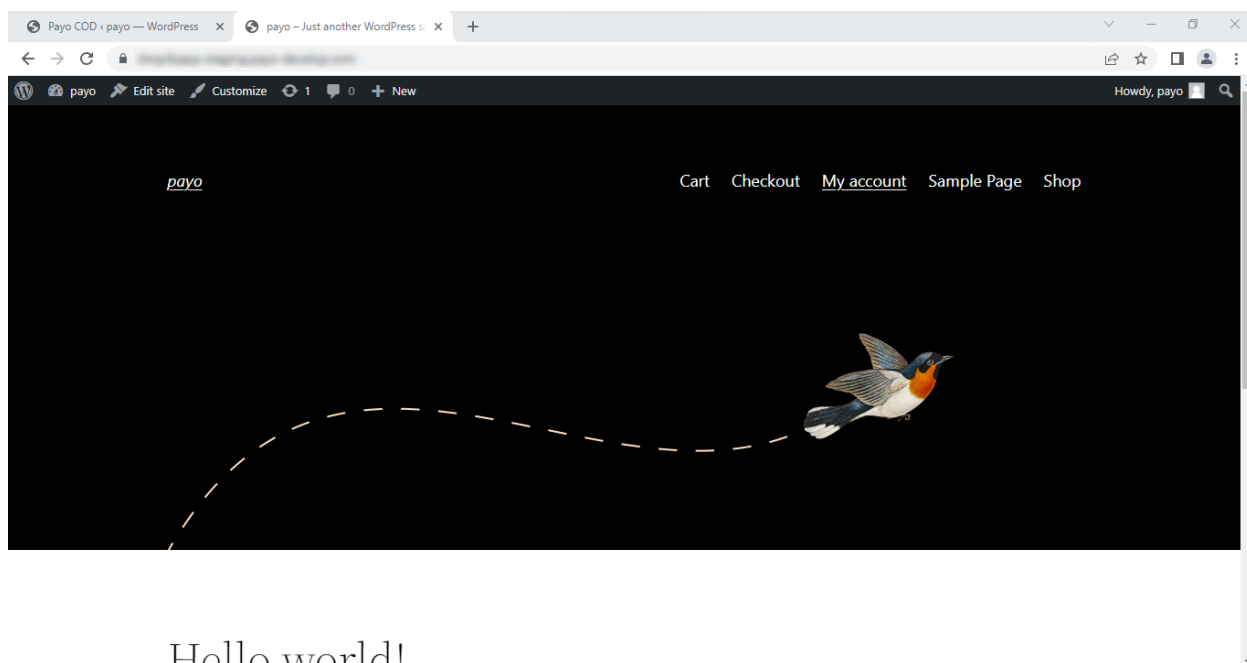 Payo COD ‹ payo — WordPress
payo – Just another WordPress si
payo Edit site Customize 1 0 New
Howdy, payo
payo
Cart Checkout My account Sample Page Shop
Hello world!